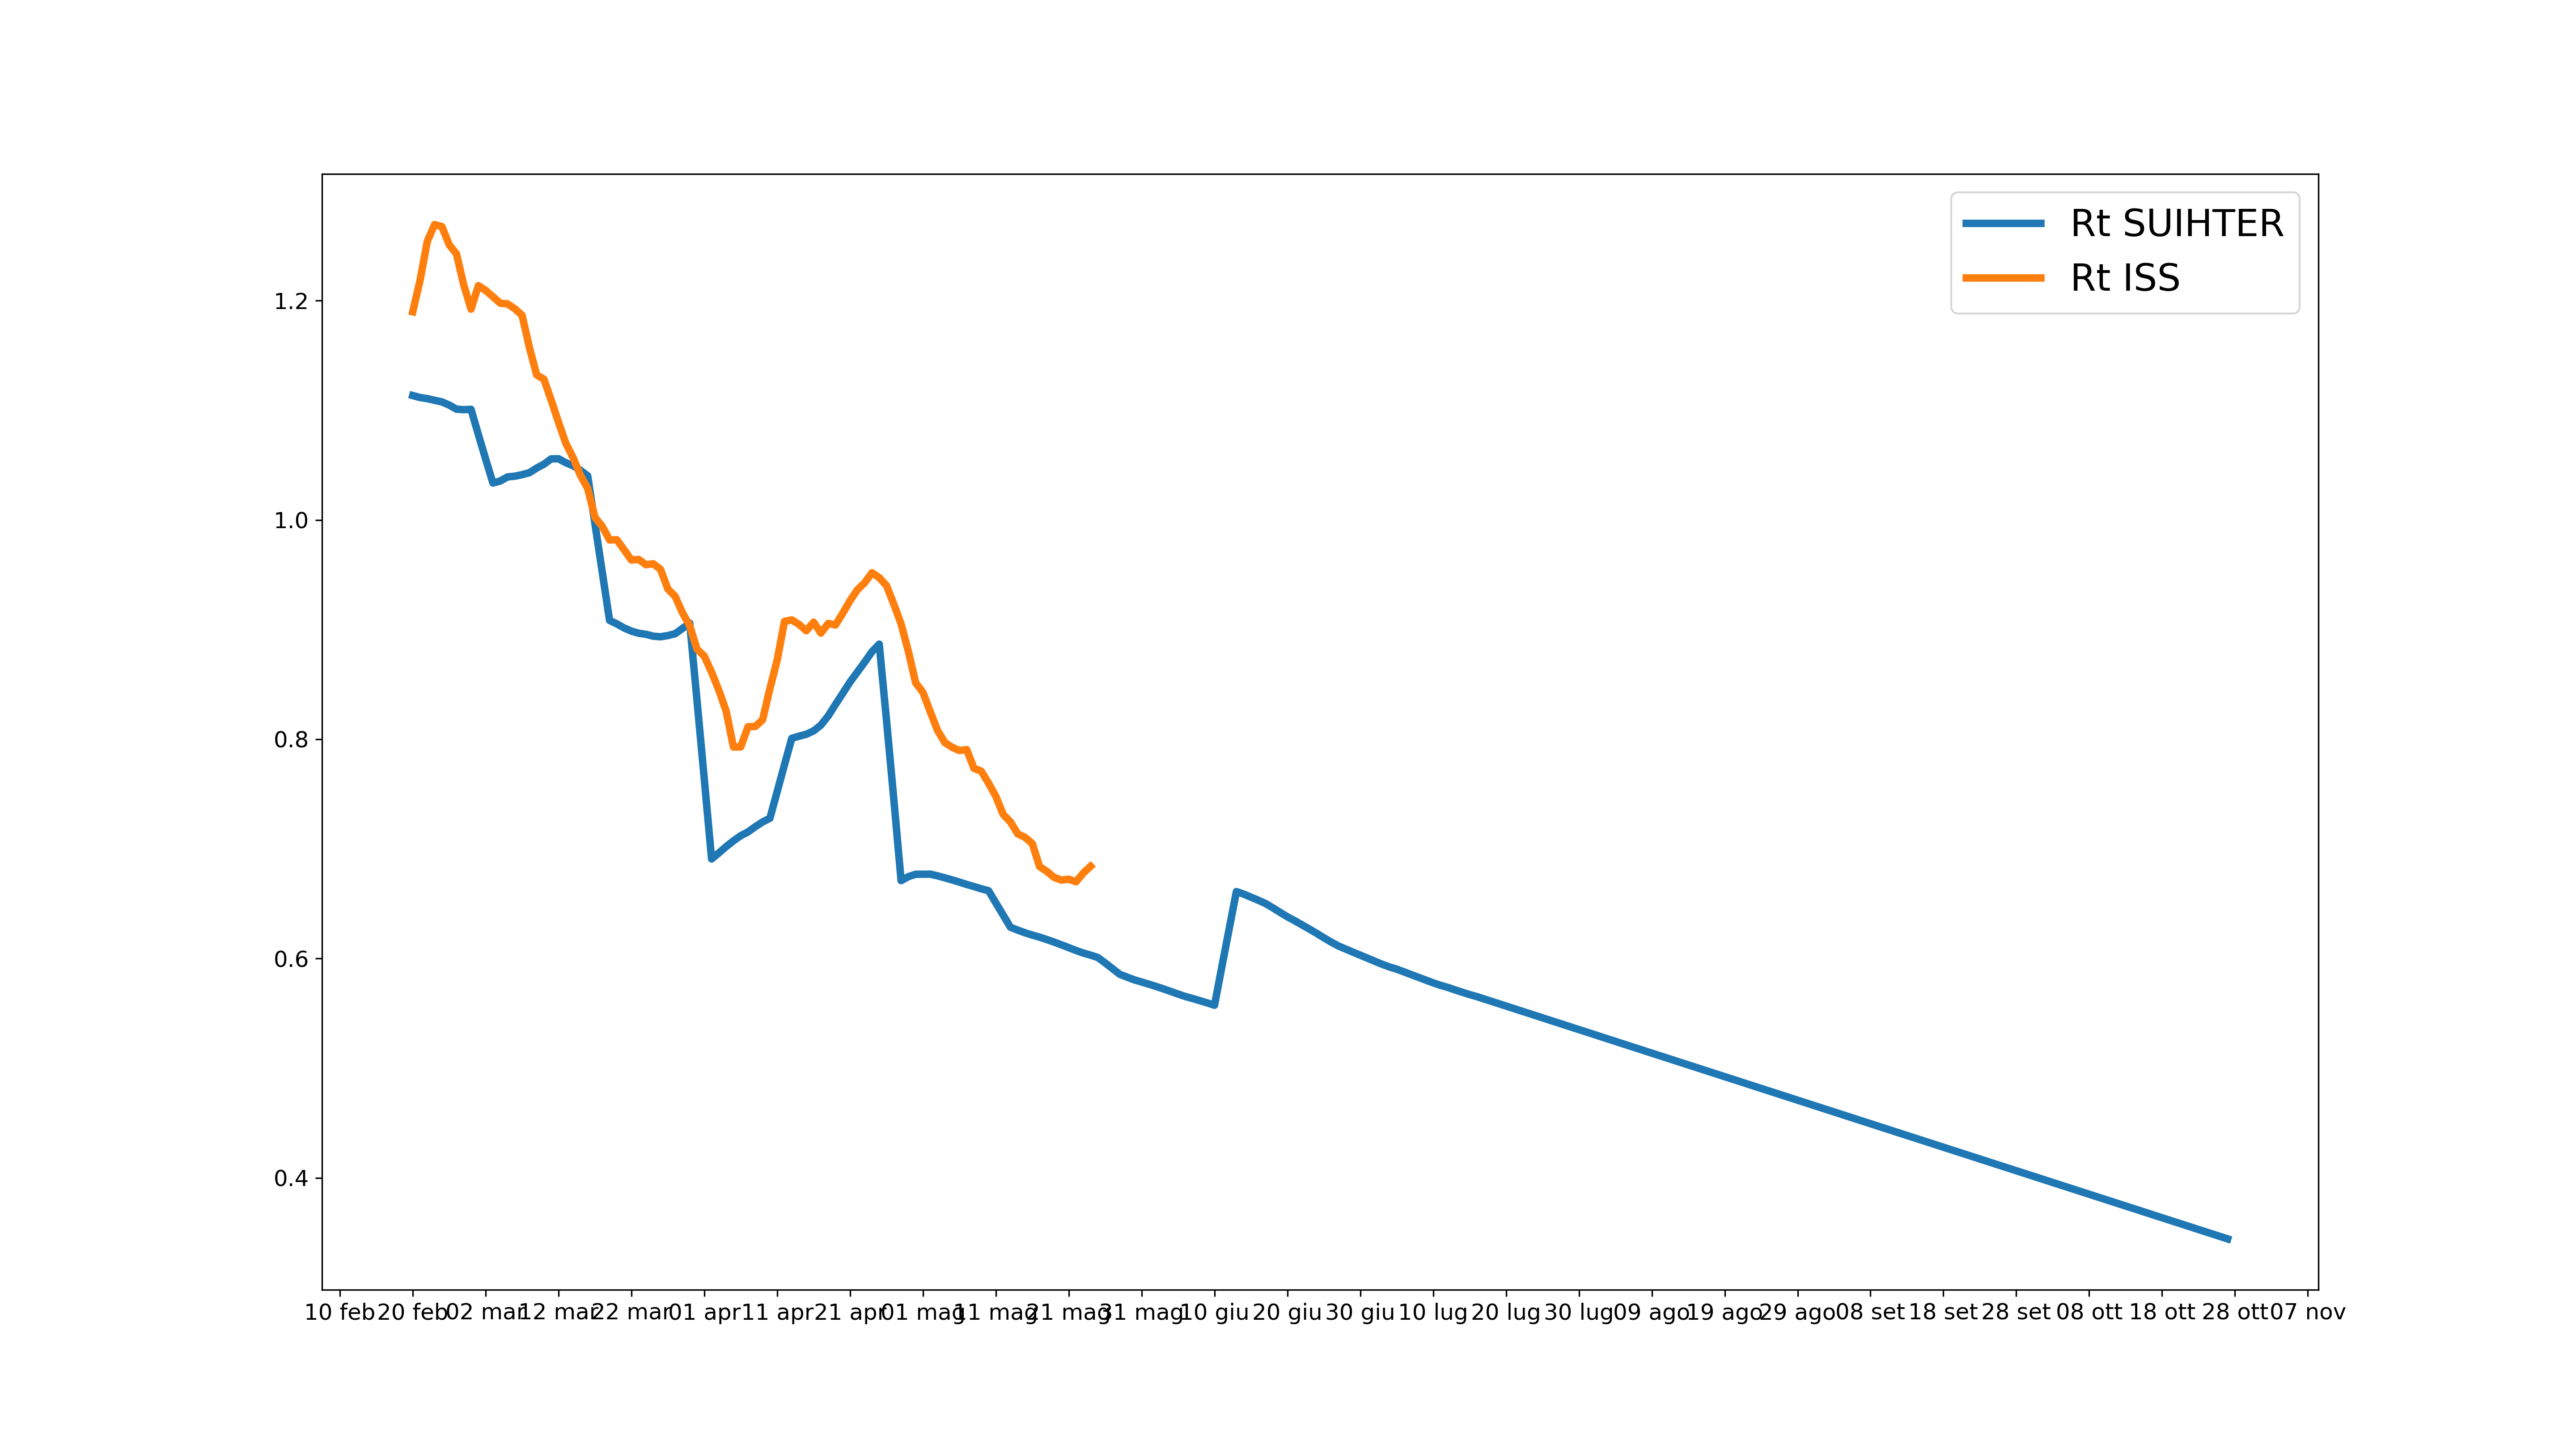 Rt SUIHTER
Rt ISS
1.2
1.0
0.8
0.6
0.4
10 feb 20 feb 02 mar 12 mar 22 mar 01 apr 11 apr 21 apr 01 mag 11 mag 21 mag 31 mag 10 giu 20 giu 30 giu 10 lug 20 lug 30 lug 09 ago 19 ago 29 ago 08 set 18 set 28 set 08 ott 18 ott 28 ott 07 nov